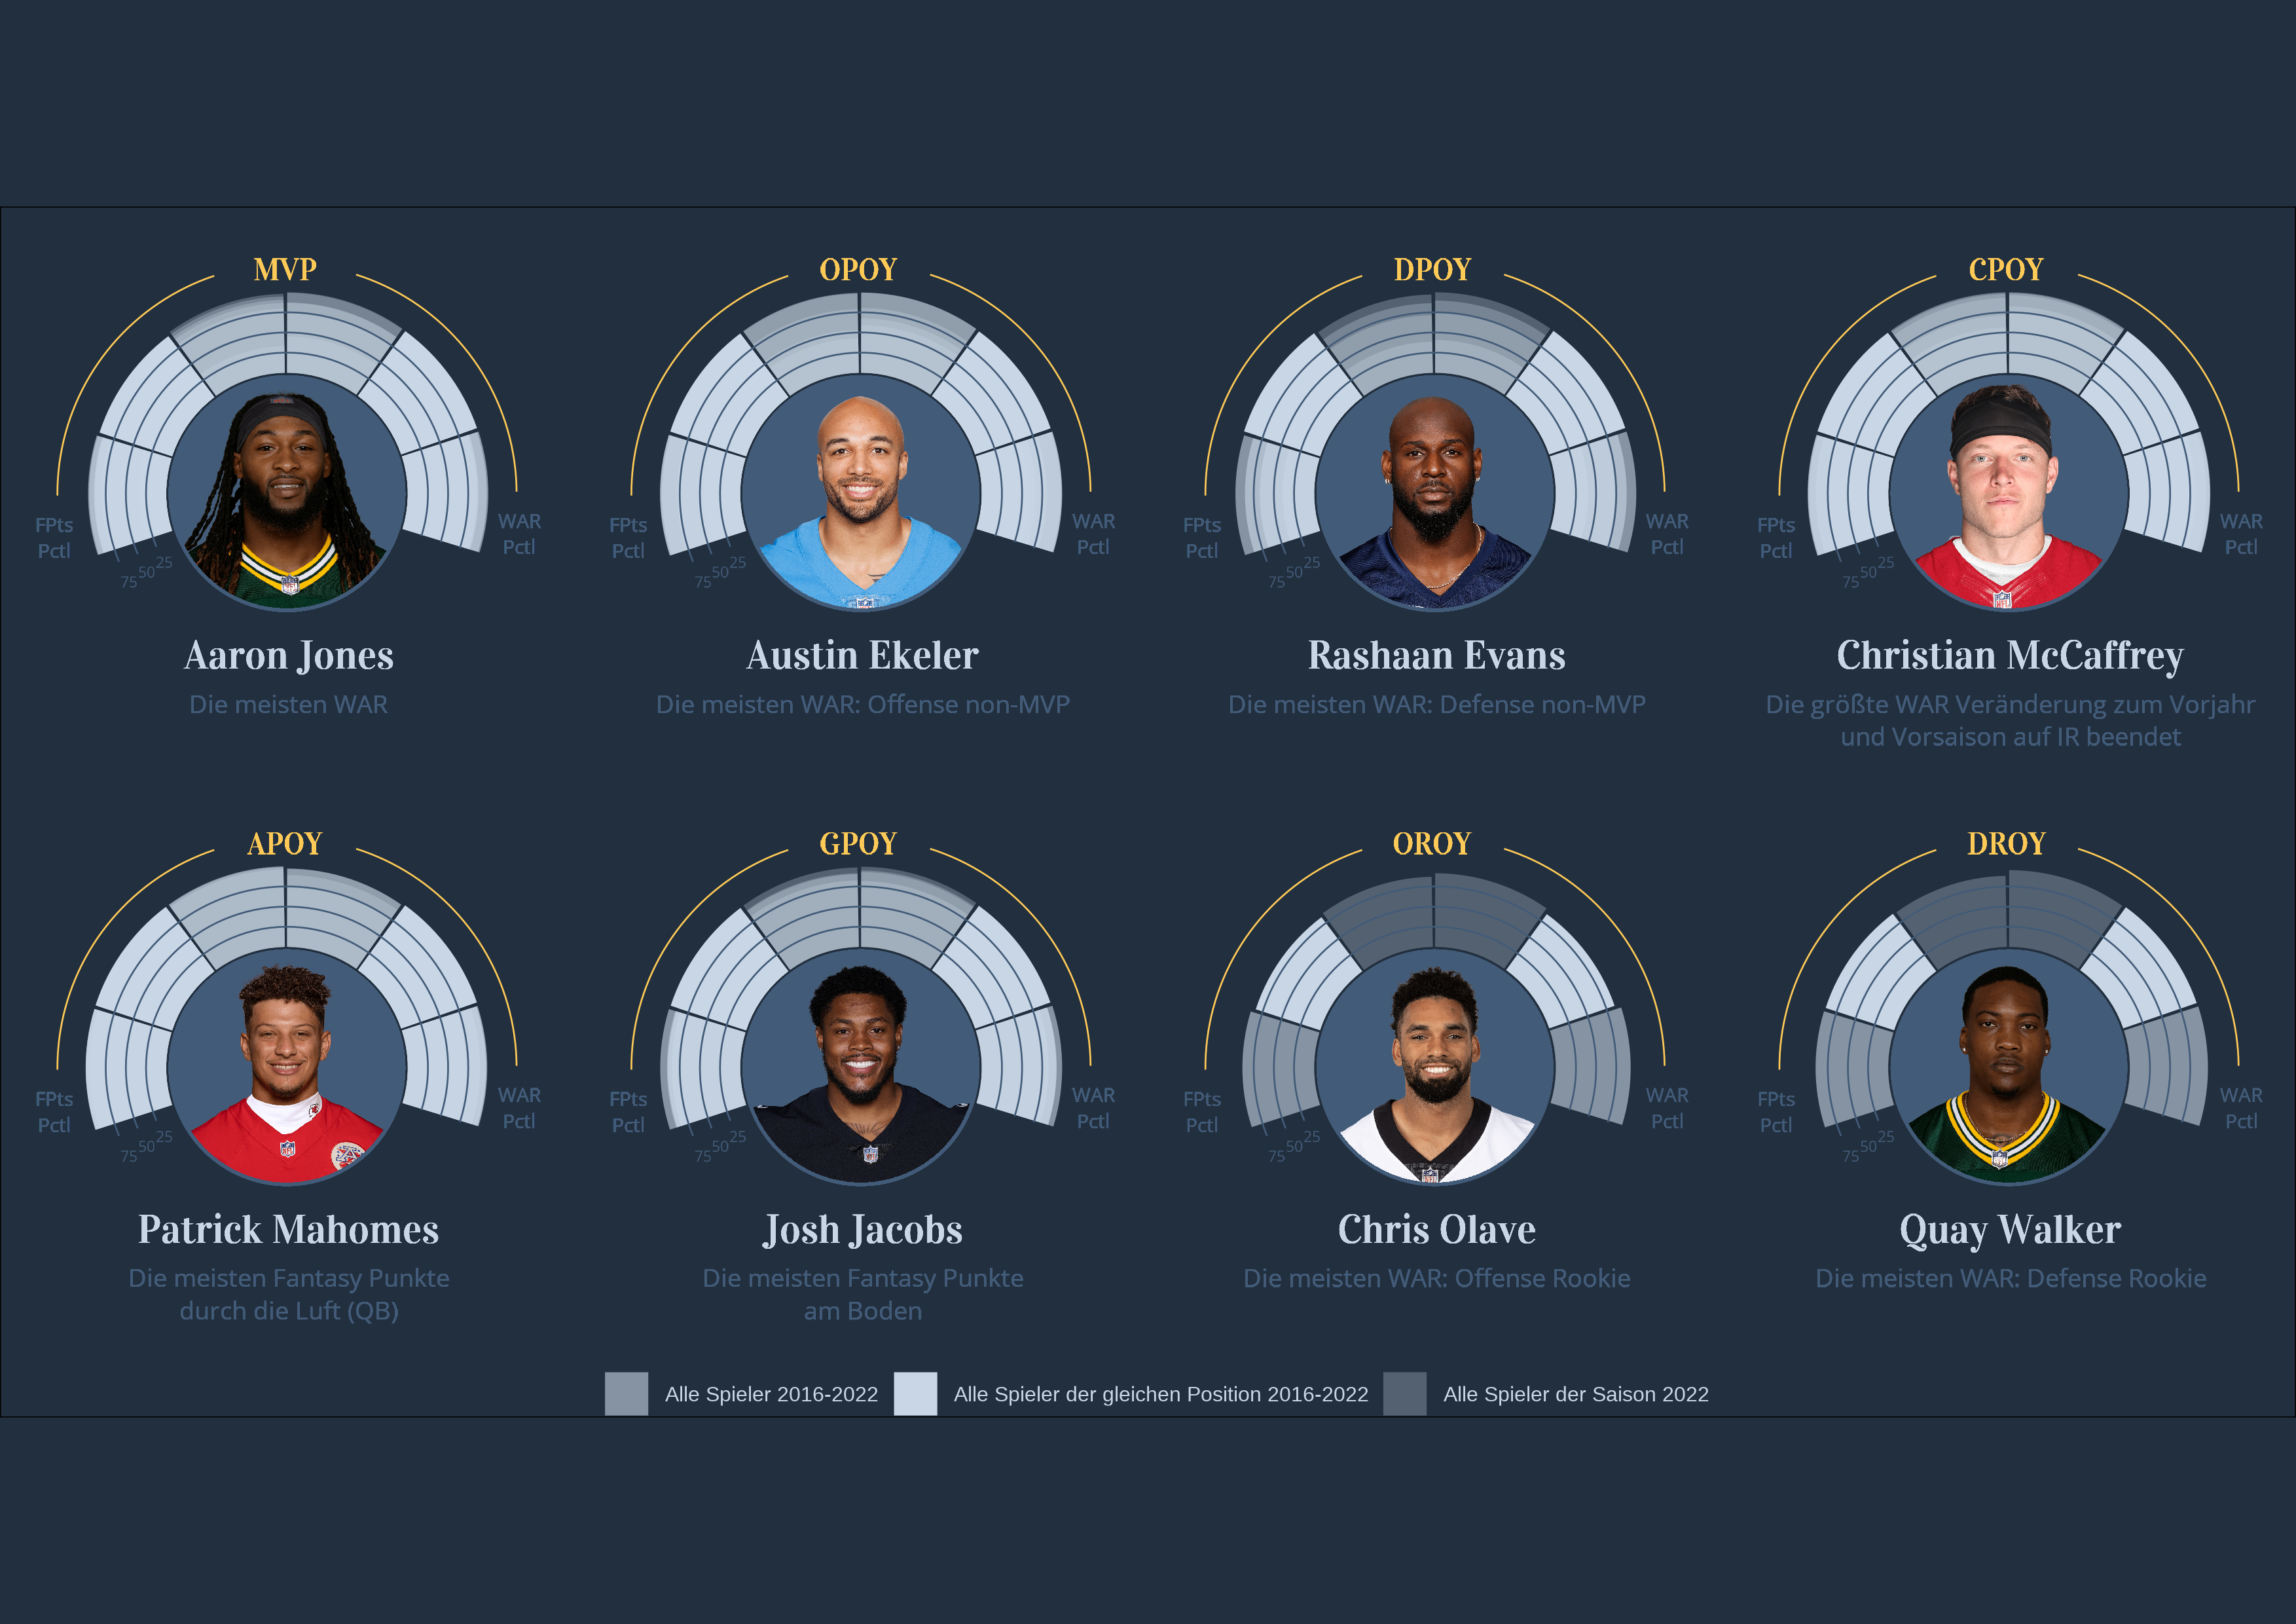 MVP
OPOY
DPOY
CPOY
FPts
Pctl
75 50 25
WAR
Pctl
FPts
Pctl
75 50 25
WAR
Pctl
FPts
Pctl
75 50 25
WAR
Pctl
FPts
Pctl
75 50 25
WAR
Pctl
Aaron Jones
Die meisten WAR
Austin Ekeler
Die meisten WAR: Offense non-MVP
Rashaan Evans
Die meisten WAR: Defense non-MVP
Christian McCaffrey
Die größte WAR Veränderung zum Vorjahr
und Vorsaison auf IR beendet
APOY
GPOY
OROY
DROY
FPts
Pctl
75 50 25
WAR
Pctl
FPts
Pctl
75 50 25
WAR
Pctl
FPts
Pctl
75 50 25
WAR
Pctl
FPts
Pctl
75 50 25
WAR
Pctl
Patrick Mahomes
Die meisten Fantasy Punkte
durch die Luft (QB)
Josh Jacobs
Die meisten Fantasy Punkte
am Boden
Chris Olave
Die meisten WAR: Offense Rookie
Quay Walker
Die meisten WAR: Defense Rookie
Alle Spieler 2016-2022
Alle Spieler der gleichen Position 2016-2022
Alle Spieler der Saison 2022